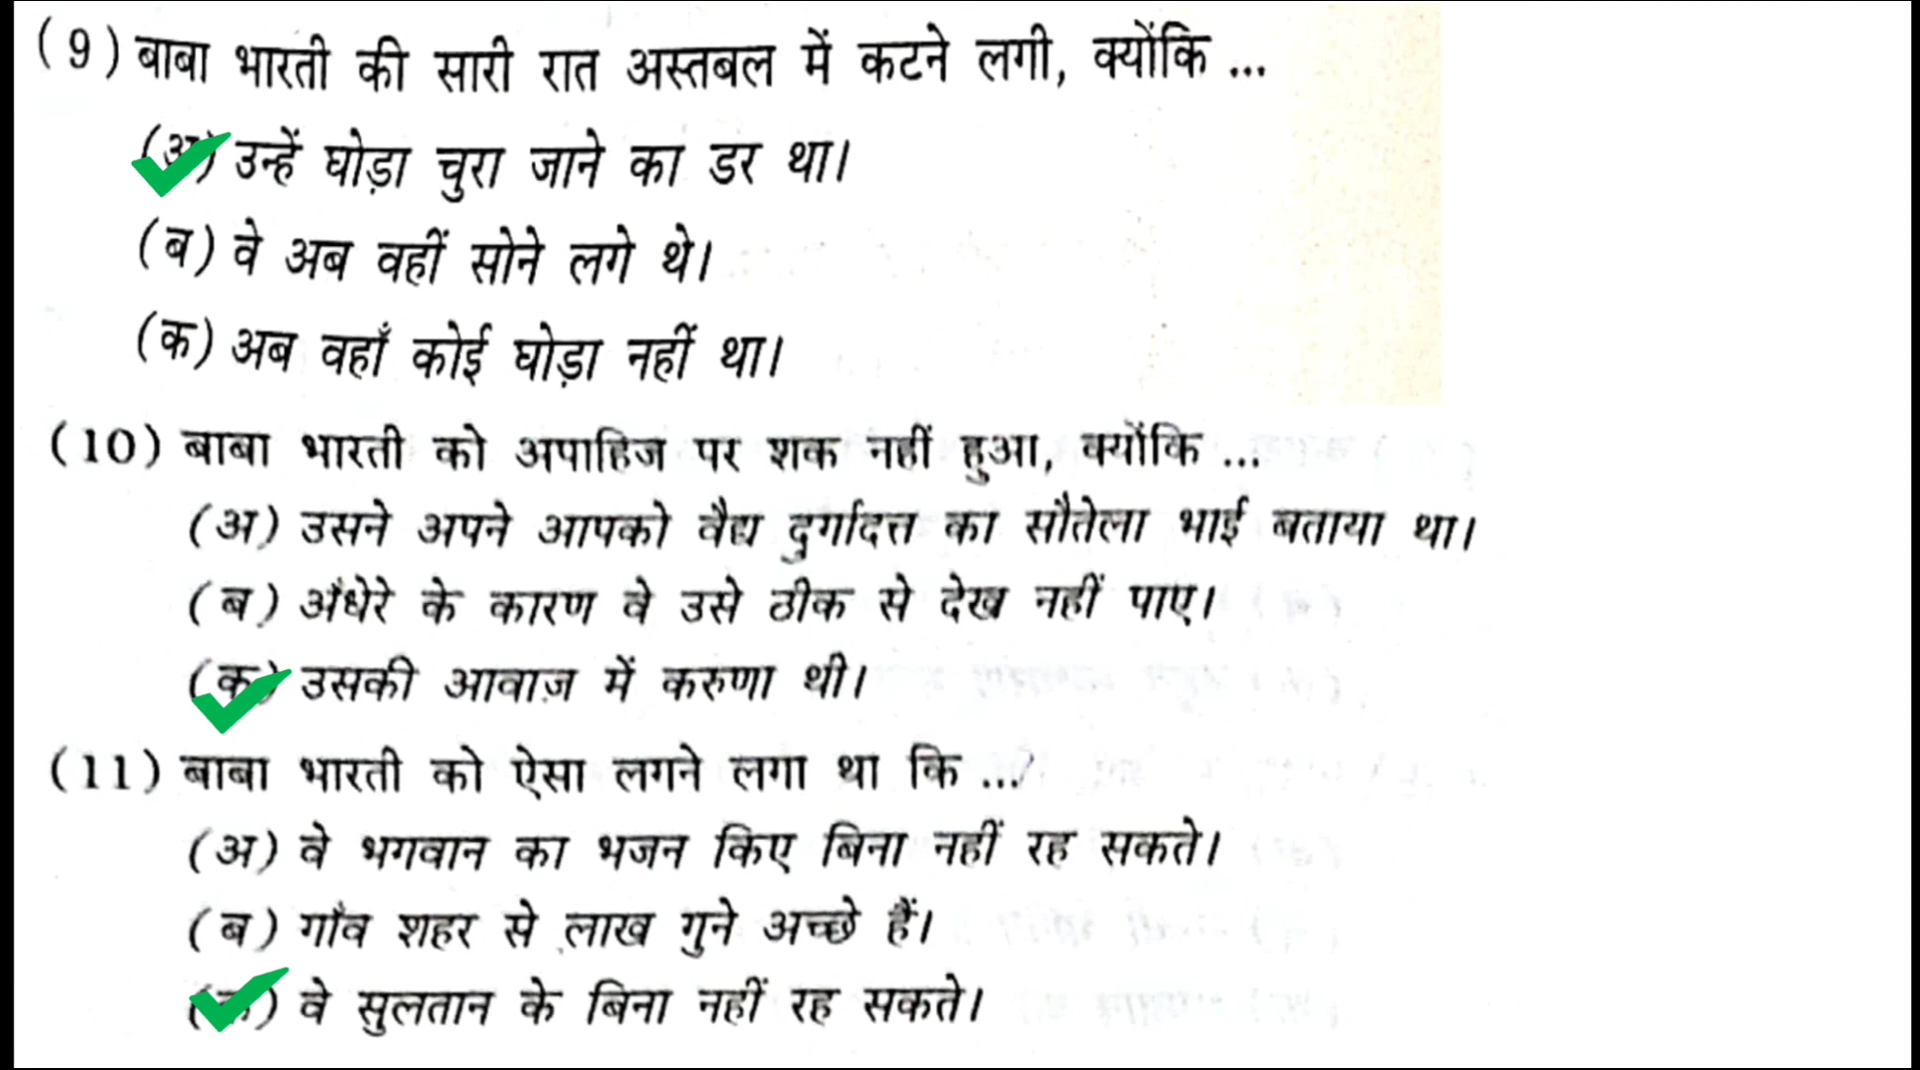 (9) बाबा भारती की सारी रात अस्तबल में कटने लगी, क्योंकि ...
(अ) उन्हें घोड़ा चुरा जाने का डर था।
(ब) वे अब वहीं सोने लगे थे।
(क) अब वहाँ कोई घोड़ा नहीं था।
(10) बाबा भारती को अपाहिज पर शक नहीं हुआ, क्योंकि ...
(अ) उसने अपने आपको वैद्य दुर्गादत्त का सौतेला भाई बताया था।
(ब) अँधेरे के कारण वे उसे ठीक से देख नहीं पाए।
(क) उसकी आवाज़ में करुणा थी।
(11) बाबा भारती को ऐसा लगने लगा था कि ...
(अ) वे भगवान का भजन किए बिना नहीं रह सकते।
(ब) गाँव शहर से लाख गुने अच्छे हैं।
(क) वे सुलतान के बिना नहीं रह सकते।